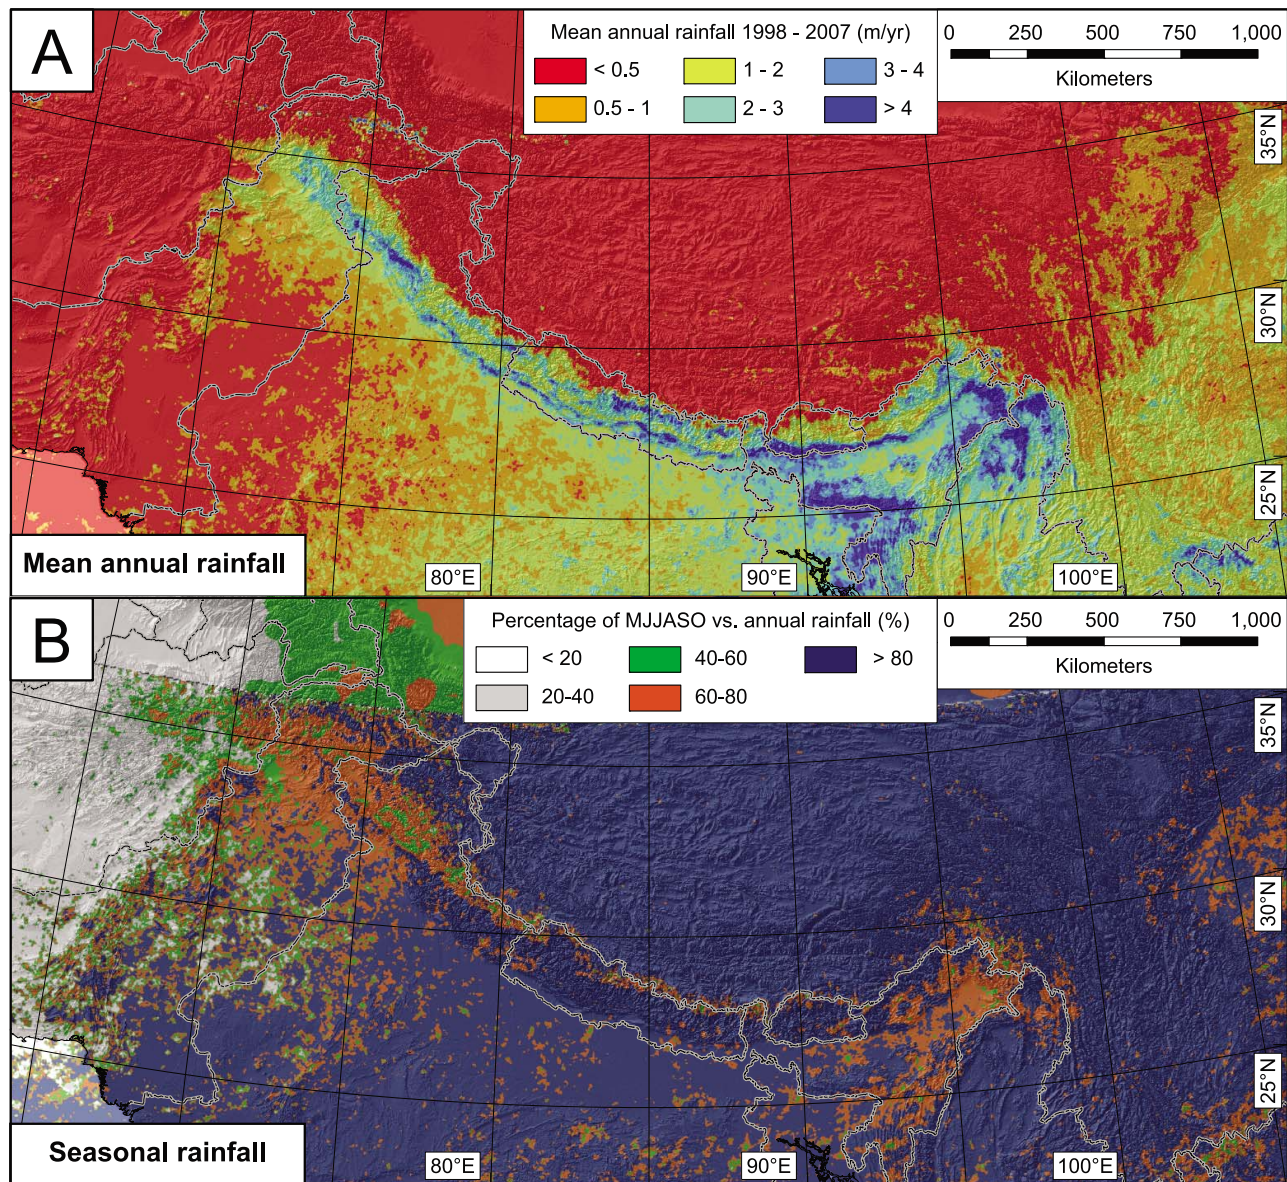 A
Mean annual rainfall 1998 - 2007 (m/yr)
< 0.5
1 - 2
3 - 4
0.5 - 1
2 - 3
> 4
0 250 500 750 1,000
Kilometers
35°N
30°N
25°N
80°E
90°E
100°E
Mean annual rainfall
B
Percentage of MJJASO vs. annual rainfall (%)
< 20
40-60
> 80
20-40
60-80
0 250 500 750 1,000
Kilometers
35°N
30°N
25°N
80°E
90°E
100°E
Seasonal rainfall